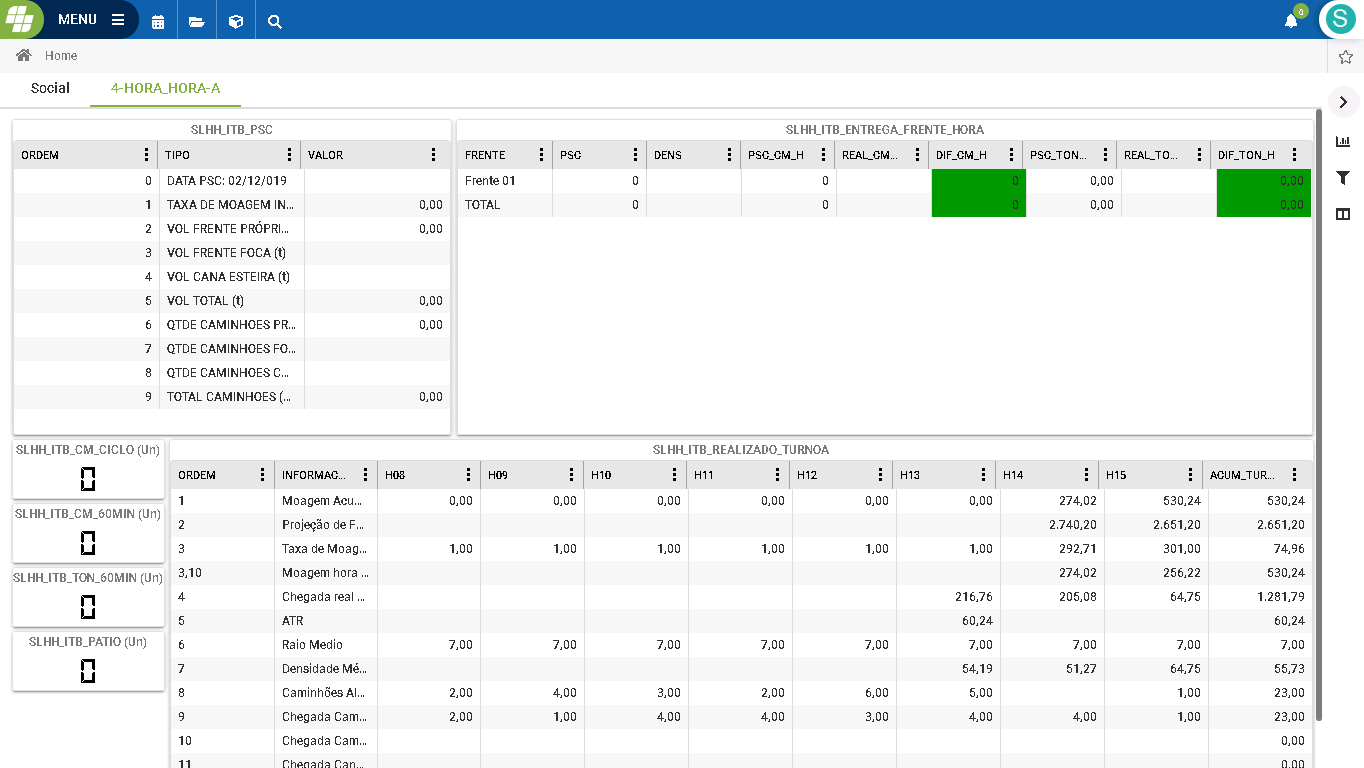 MENU
0
S
Home
Social 4-HORA_HORA-A
SLHH_ITB_PSC
ORDEM TIPO VALOR
0 DATA PSC: 02/12/019
1 TAXA DE MOAGEM IN... 0,00
2 VOL FRENTE PRÓPRI... 0,00
3 VOL FRENTE FOCA (t)
4 VOL CANA ESTEIRA (t)
5 VOL TOTAL (t) 0,00
6 QTDE CAMINHOES PR... 0,00
7 QTDE CAMINHOES FO...
8 QTDE CAMINHOES C...
9 TOTAL CAMINHOES (... 0,00
SLHH_ITB_ENTREGA_FRENTE_HORA
FRENTE PSC DENS PSC_CM_H REAL_CM... DIF_CM_H PSC_TON... REAL_TO... DIF_TON_H
Frente 01 0 0 0 0,00 0,00
TOTAL 0 0 0 0,00 0,00
SLHH_ITB_CM_CICLO (Un)
0
SLHH_ITB_CM_60MIN (Un)
0
SLHH_ITB_TON_60MIN (Un)
0
SLHH_ITB_PATIO (Un)
0
SLHH_ITB_REALIZADO_TURNOA
ORDEM INFORMAC... H08 H09 H10 H11 H12 H13 H14 H15 ACUM_TUR...
1 Moagem Acu... 0,00 0,00 0,00 0,00 0,00 0,00 274,02 530,24 530,24
2 Projeção de F... 2.740,20 2.651,20 2.651,20
3 Taxa de Moag... 1,00 1,00 1,00 1,00 1,00 1,00 292,71 301,00 74,96
3,10 Moagem hora ... 274,02 256,22 530,24
4 Chegada real ... 216,76 205,08 64,75 1.281,79
5 ATR 60,24 60,24
6 Raio Medio 7,00 7,00 7,00 7,00 7,00 7,00 7,00 7,00 7,00
7 Densidade Mé... 54,19 51,27 64,75 55,73
8 Caminhões Al... 2,00 4,00 3,00 2,00 6,00 5,00 1,00 23,00
9 Chegada Cam... 2,00 1,00 4,00 4,00 3,00 4,00 4,00 1,00 23,00
10 Chegada Cam... 0,00
11 Chegada Can... 0,00